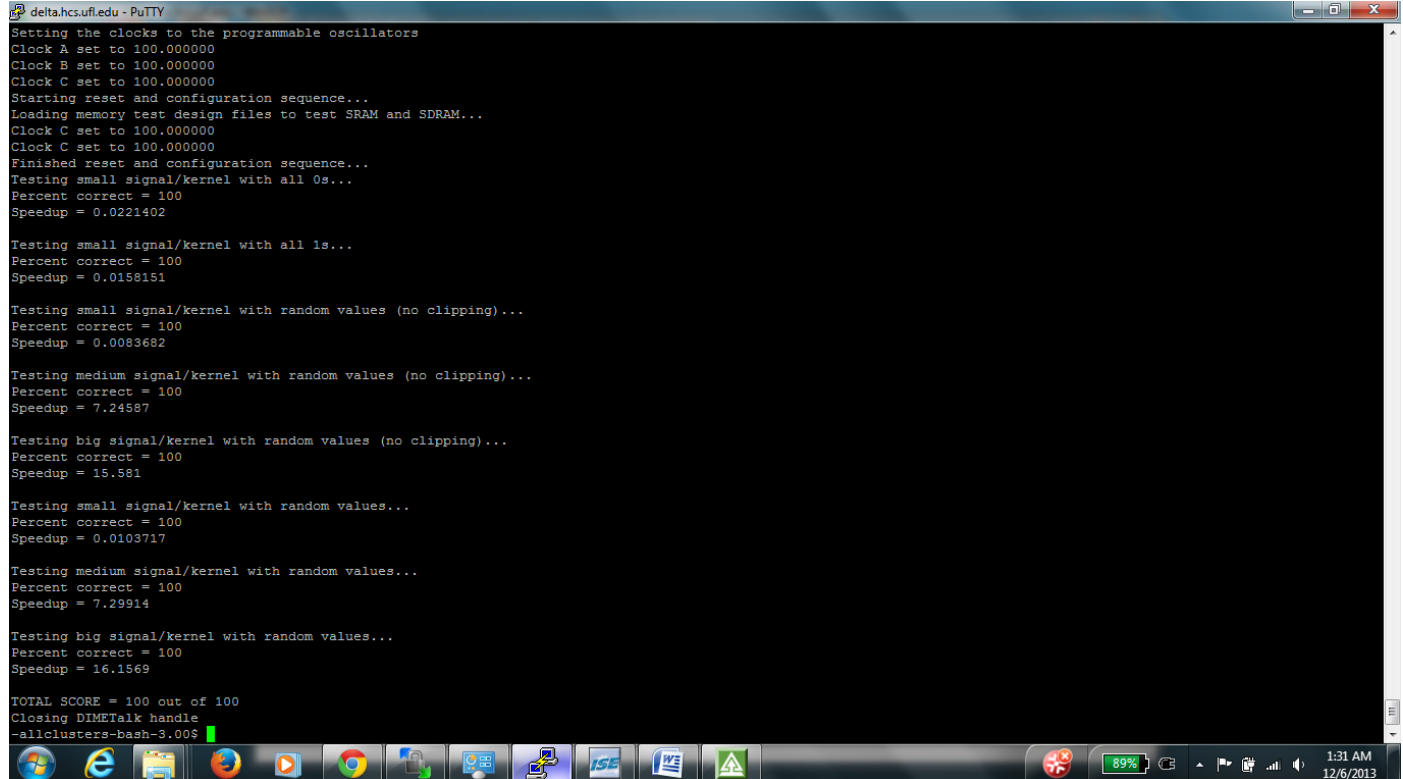 delta.hcs.ufl.edu - PuTTY
Setting the clocks to the programmable oscillators
Clock A set to 100.000000
Clock B set to 100.000000
Clock C set to 100.000000
Starting reset and configuration sequence...
Loading memory test design files to test SRAM and SDRAM...
Clock C set to 100.000000
Clock C set to 100.000000
Finished reset and configuration sequence...
Testing small signal/kernel with all 0s...
Percent correct = 100
Speedup = 0.0221402
Testing small signal/kernel with all 1s...
Percent correct = 100
Speedup = 0.0158151
Testing small signal/kernel with random values (no clipping)...
Percent correct = 100
Speedup = 0.0083682
Testing medium signal/kernel with random values (no clipping)...
Percent correct = 100
Speedup = 7.24587
Testing big signal/kernel with random values (no clipping)...
Percent correct = 100
Speedup = 15.581
Testing small signal/kernel with random values...
Percent correct = 100
Speedup = 0.0103717
Testing medium signal/kernel with random values...
Percent correct = 100
Speedup = 7.29914
Testing big signal/kernel with random values...
Percent correct = 100
Speedup = 16.1569
TOTAL SCORE = 100 out of 100
Closing DIMETalk handle
-allclusters-bash-3.00$
ISE
W
89%
1:31 AM
12/6/2013